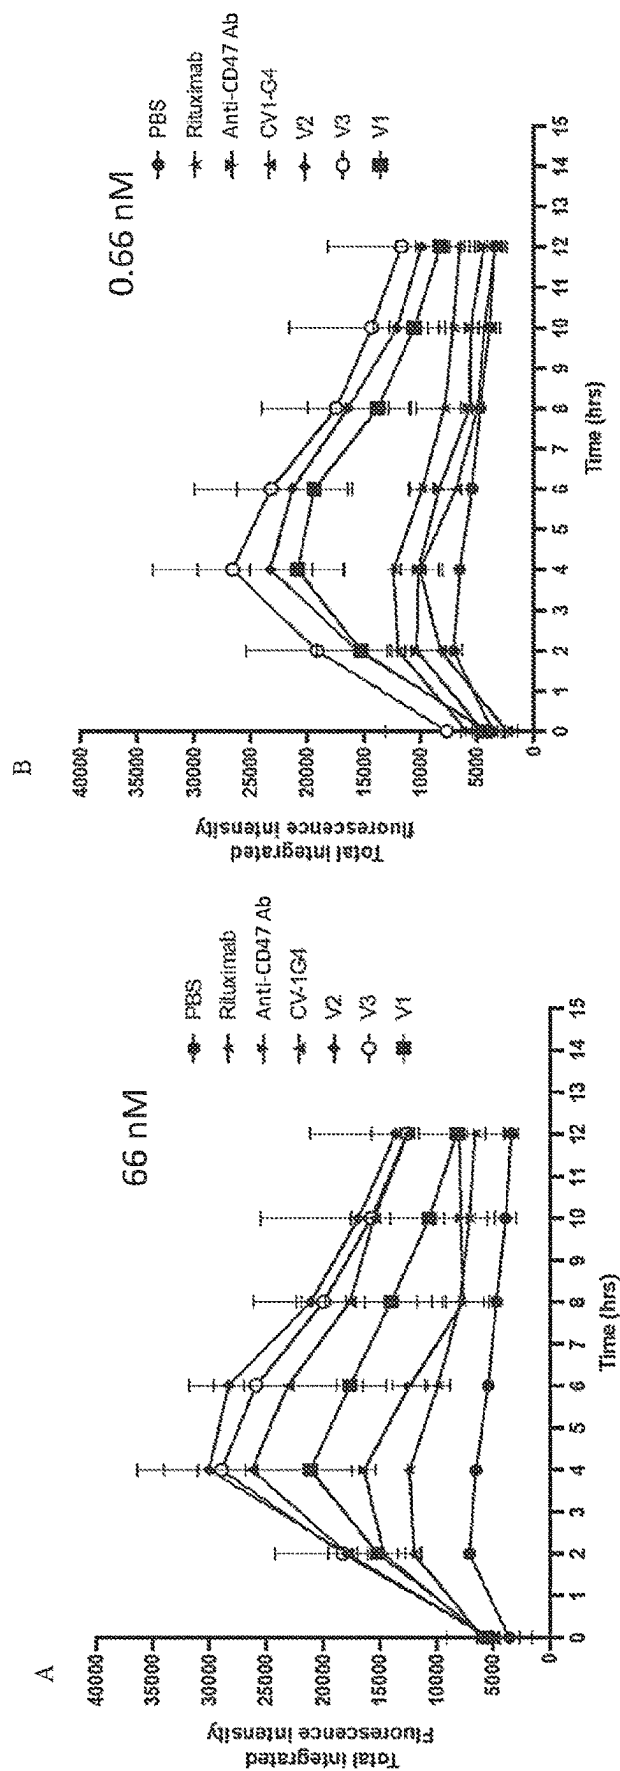 A
66 nM
Total integrated
Fluorescence intensity
40000
35000
30000
25000
20000
15000
10000
5000
0
0 1 2 3 4 5 6 7 8 9 10 11 12 13 14 15
Time (hrs)
PBS
Rituximab
Anti-CD47 Ab
CV-1G4
V2
V3
V1
B
0.66 nM
Total integrated
fluorescence intensity
40000
35000
30000
25000
20000
15000
10000
5000
0
0 1 2 3 4 5 6 7 8 9 10 11 12 13 14 15
Time (hrs)
PBS
Rituximab
Anti-CD47 Ab
CV1-G4
V2
V3
V1